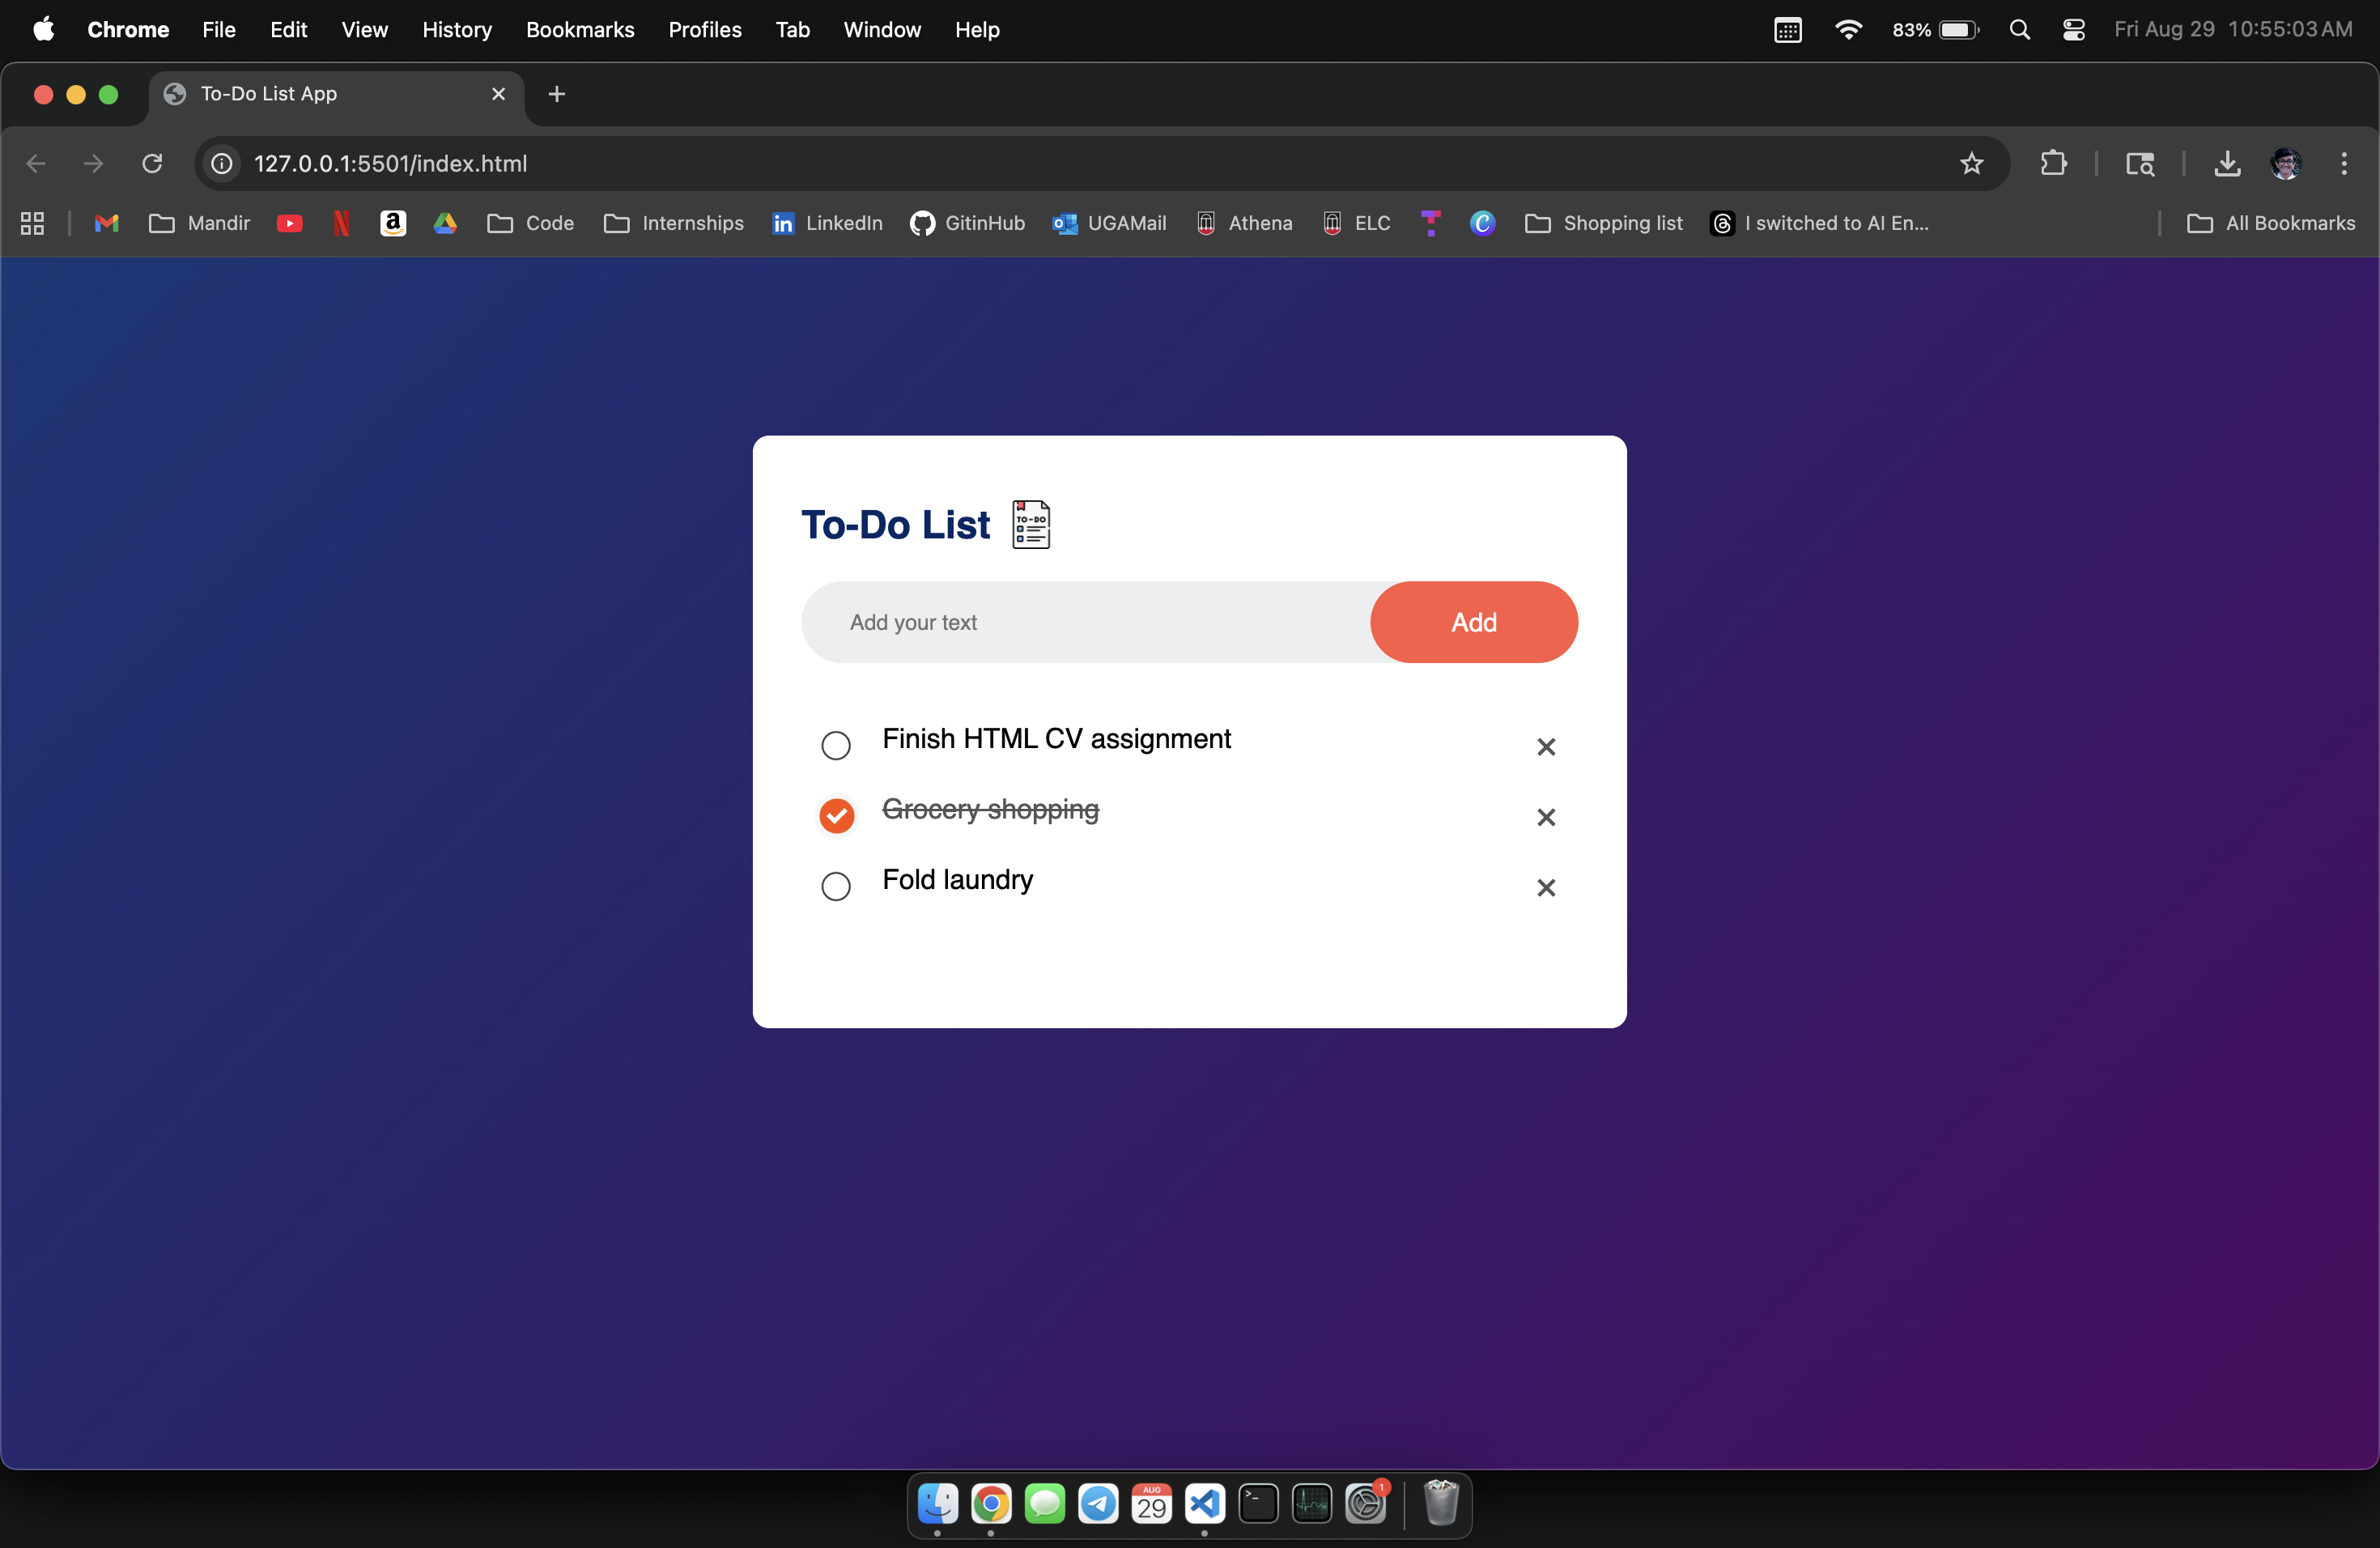 Chrome File Edit View History Bookmarks Profiles Tab Window Help 83% Fri Aug 29 10:55:03 AM
To-Do List App
127.0.0.1:5501/index.html
Mandir Code Internships LinkedIn GitinHub UGAMail Athena ELC Shopping list I switched to AI En... All Bookmarks
To-Do List TO-DO
Add your text Add
Finish HTML CV assignment
Grocery shopping
Fold laundry
AUG 1
29